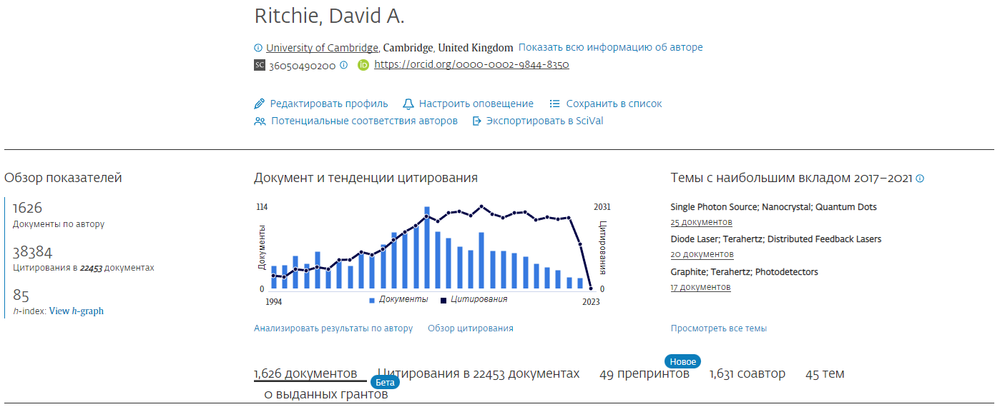 Ritchie, David A.
University of Cambridge, Cambridge, United Kingdom Показать всю информацию об авторе
SC 36050490200 iD https://orcid.org/0000-0002-9844-8350
Редактировать профиль Настроить оповещение Сохранить в список
Потенциальные соответствия авторов Экспортировать в SciVal
Обзор показателей
1626
Документы по автору
38384
Цитирования в 22453 документах
85
h-index: View h-graph
Документ и тенденции цитирования
114
2031
Документы
Цитирования
0
0
1994
2023
Документы Цитирования
Анализировать результаты по автору Обзор цитирования
Темы с наибольшим вкладом 2017–2021
Single Photon Source; Nanocrystal; Quantum Dots
25 документов
Diode Laser; Terahertz; Distributed Feedback Lasers
20 документов
Graphite; Terahertz; Photodetectors
17 документов
Просмотреть все темы
Новое
1,626 документов Цитирования в 22453 документах 49 препринтов 1,631 соавтор 45 тем
Бета
0 выданных грантов